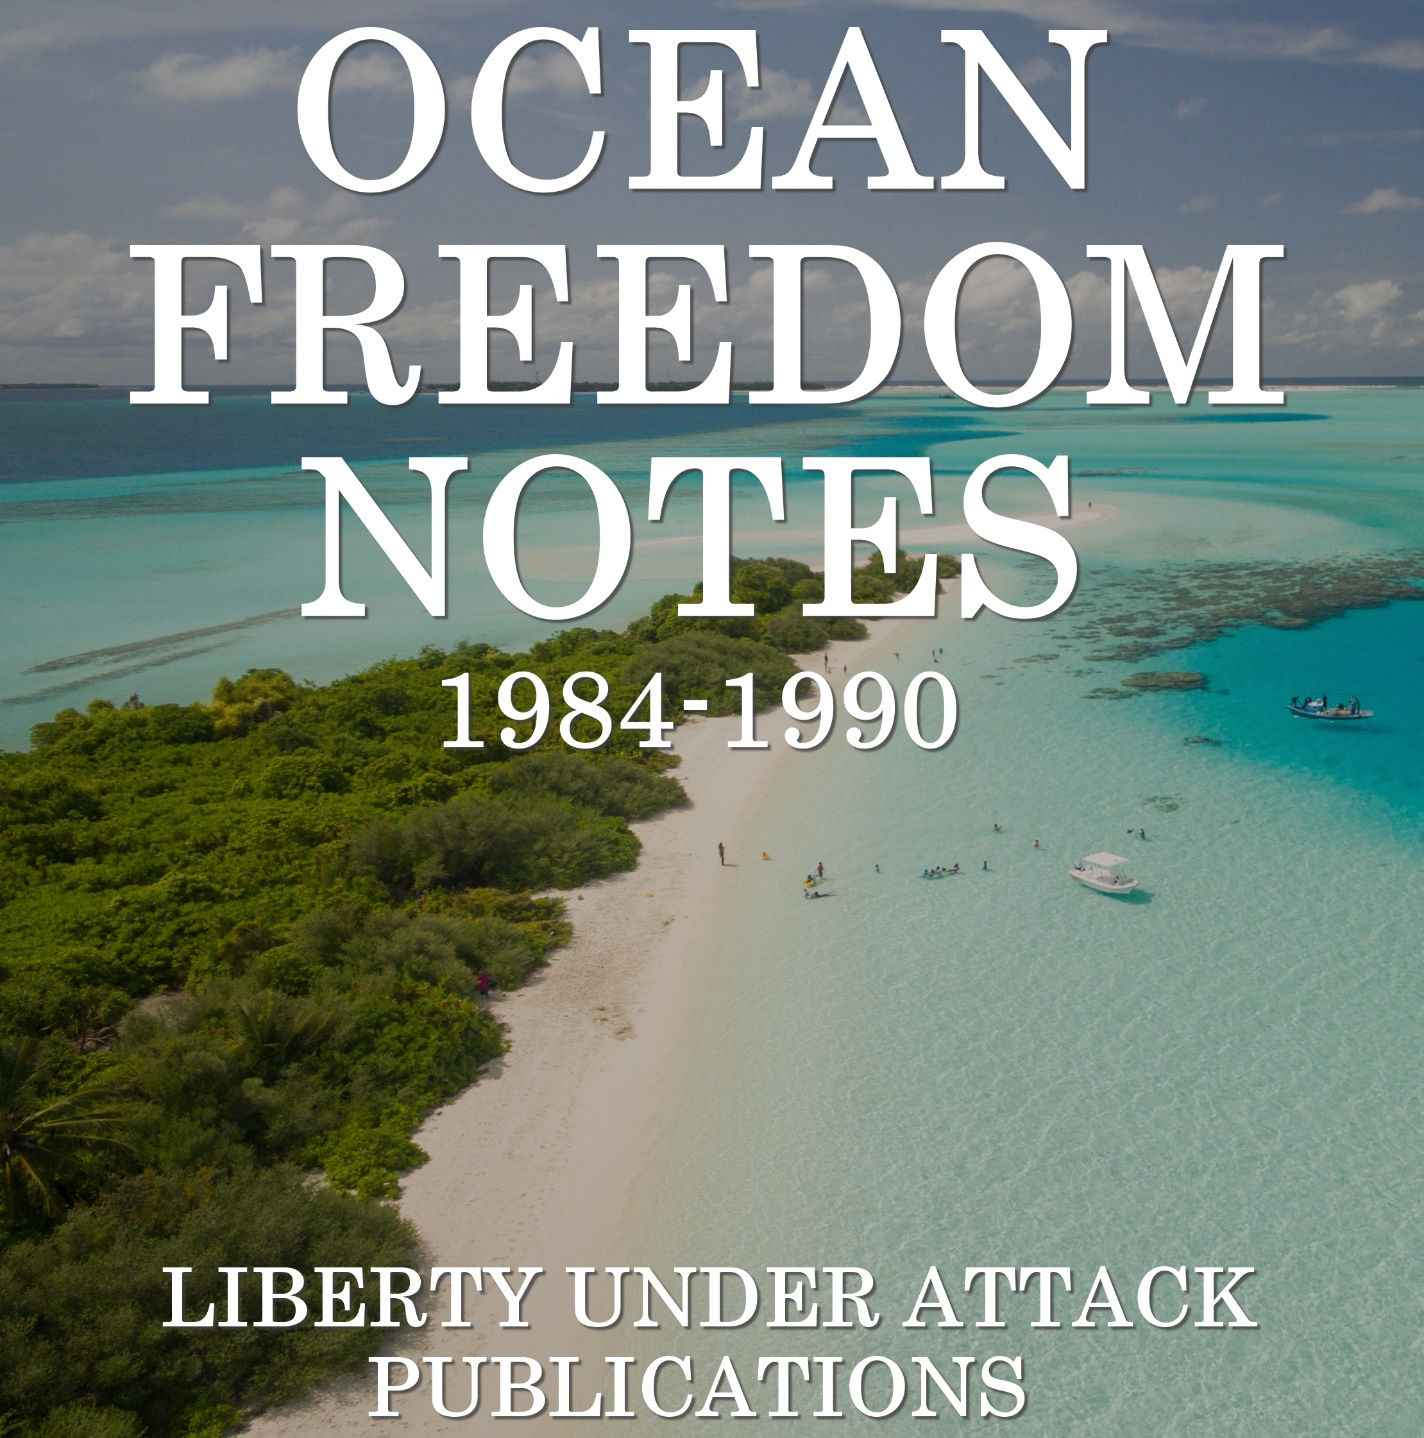 OCEAN
FREEDOM
NOTES
1984-1990
LIBERTY UNDER ATTACK
PUBLICATIONS